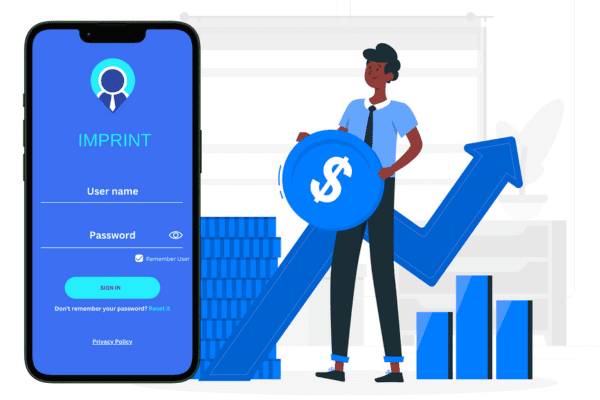 IMPRINT
User name
Password
Remember User
SIGN IN
Don't remember your password? Reset it
Privacy Policy
$